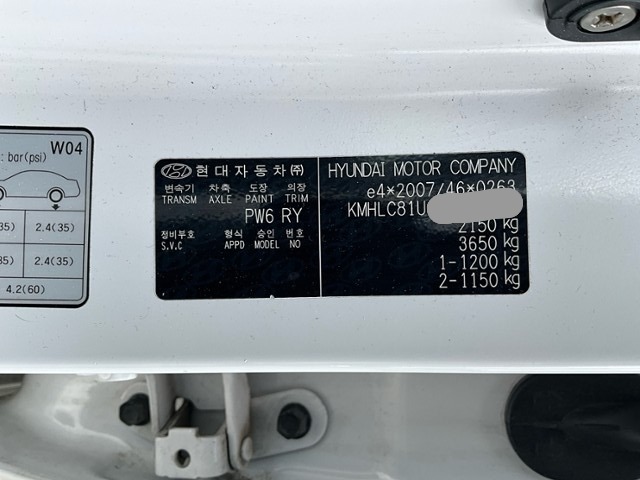 : bar(psi) W04
35) 2.4(35)
35) 2.4(35)
4.2(60)
현대자동차㈜
변속기 차축 도장 의장
TRANSM AXLE PAINT TRIM
PW6 RY
정비부호 형식 승인 번호
S.V.C APPD MODEL NO
HYUNDAI MOTOR COMPANY
e4*2007/46*0263
KMHLC81U
2150 kg
3650 kg
1-1200 kg
2-1150 kg